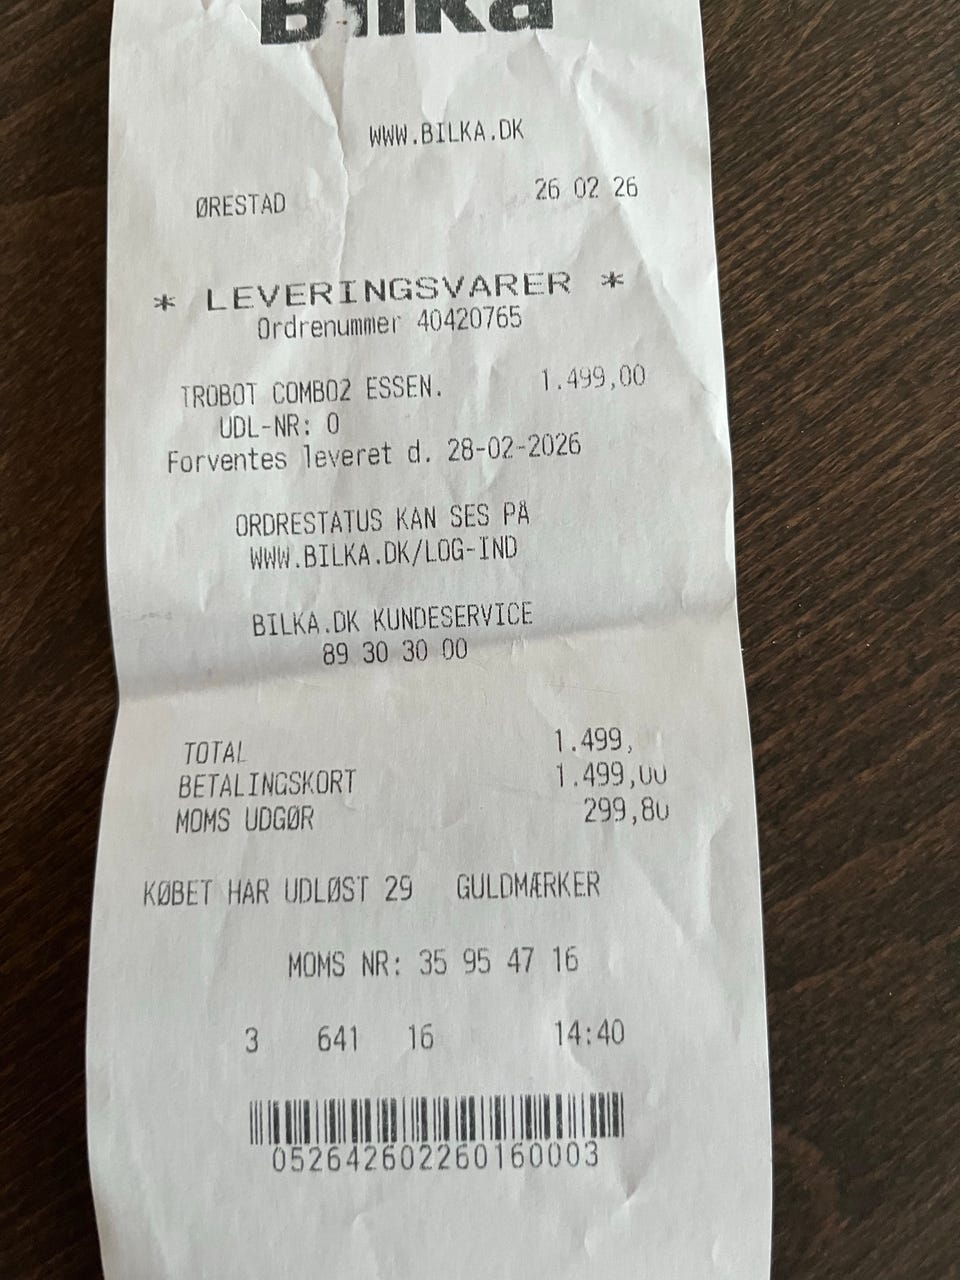 Bilka
WWW.BILKA.DK
ØRESTAD 26 02 26
* LEVERINGSVARER *
Ordrenummer 40420765
TROBOT COMBO2 ESSEN. 1.499,00
UDL-NR: 0
Forventes leveret d. 28-02-2026
ORDRESTATUS KAN SES PÅ
WWW.BILKA.DK/LOG-IND
BILKA.DK KUNDESERVICE
89 30 30 00
TOTAL 1.499,
BETALINGSKORT 1.499,00
MOMS UDGØR 299,80
KØBET HAR UDLØST 29 GULDMÆRKER
MOMS NR: 35 95 47 16
3 641 16 14:40
052642602260160003